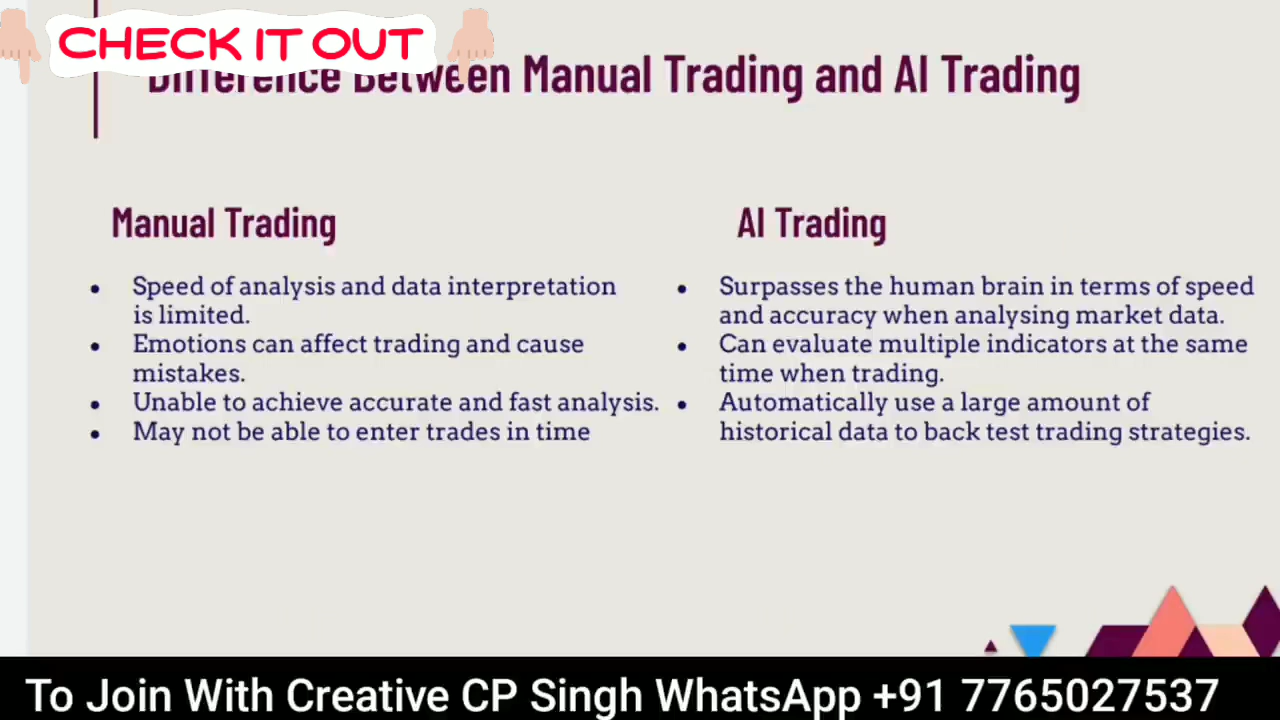 CHECK IT OUT
Difference Between Manual Trading and AI Trading
Manual Trading
Speed of analysis and data interpretation
is limited.
Emotions can affect trading and cause
mistakes.
Unable to achieve accurate and fast analysis.
May not be able to enter trades in time
AI Trading
Surpasses the human brain in terms of speed
and accuracy when analysing market data.
Can evaluate multiple indicators at the same
time when trading.
Automatically use a large amount of
historical data to back test trading strategies.
To Join With Creative CP Singh WhatsApp +91 7765027537